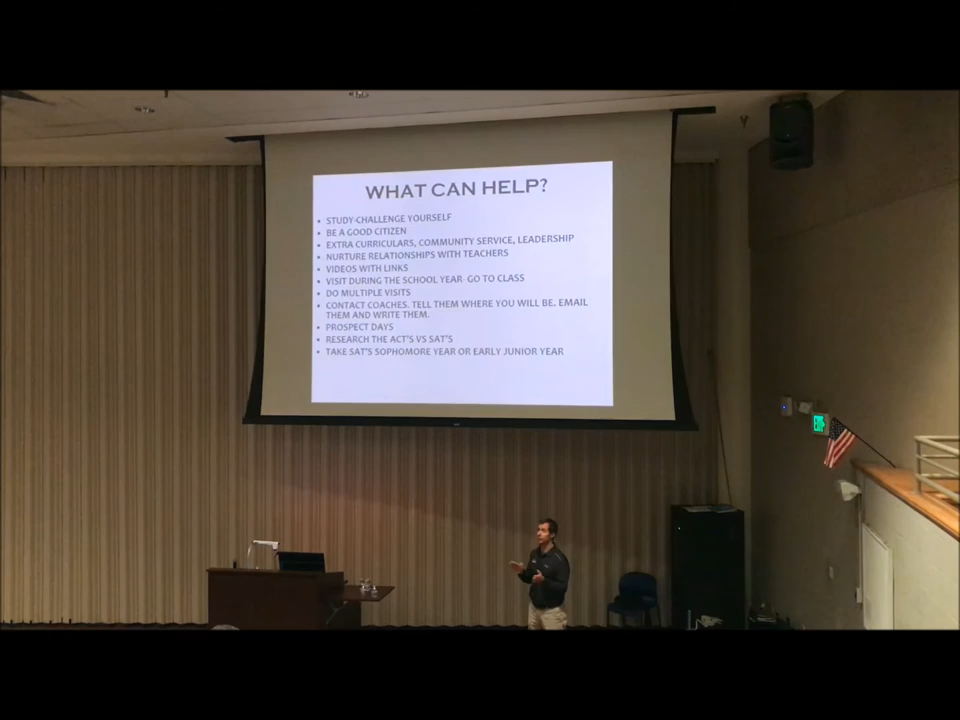 WHAT CAN HELP?
• STUDY-CHALLENGE YOURSELF
• BE A GOOD CITIZEN
• EXTRA CURRICULARS, COMMUNITY SERVICE, LEADERSHIP
• NURTURE RELATIONSHIPS WITH TEACHERS
• VIDEOS WITH LINKS
• VISIT DURING THE SCHOOL YEAR- GO TO CLASS
• DO MULTIPLE VISITS
• CONTACT COACHES. TELL THEM WHERE YOU WILL BE. EMAIL
THEM AND WRITE THEM.
• PROSPECT DAYS
• RESEARCH THE ACT'S VS SAT'S
• TAKE SAT'S SOPHOMORE YEAR OR EARLY JUNIOR YEAR
EXIT